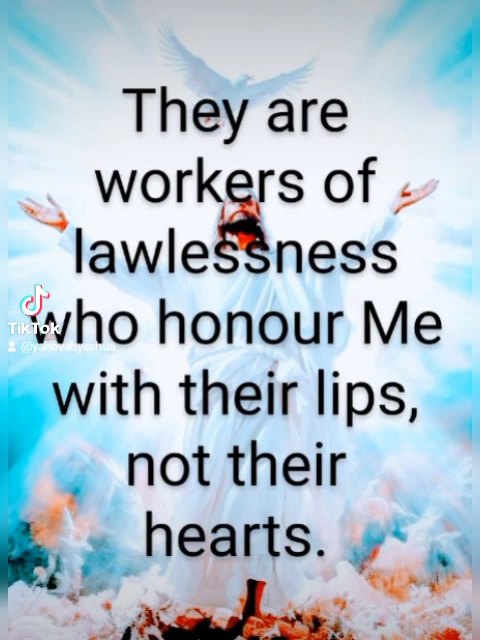 They are
workers of
lawlessness
who honour Me
with their lips,
not their
hearts.
TikTok